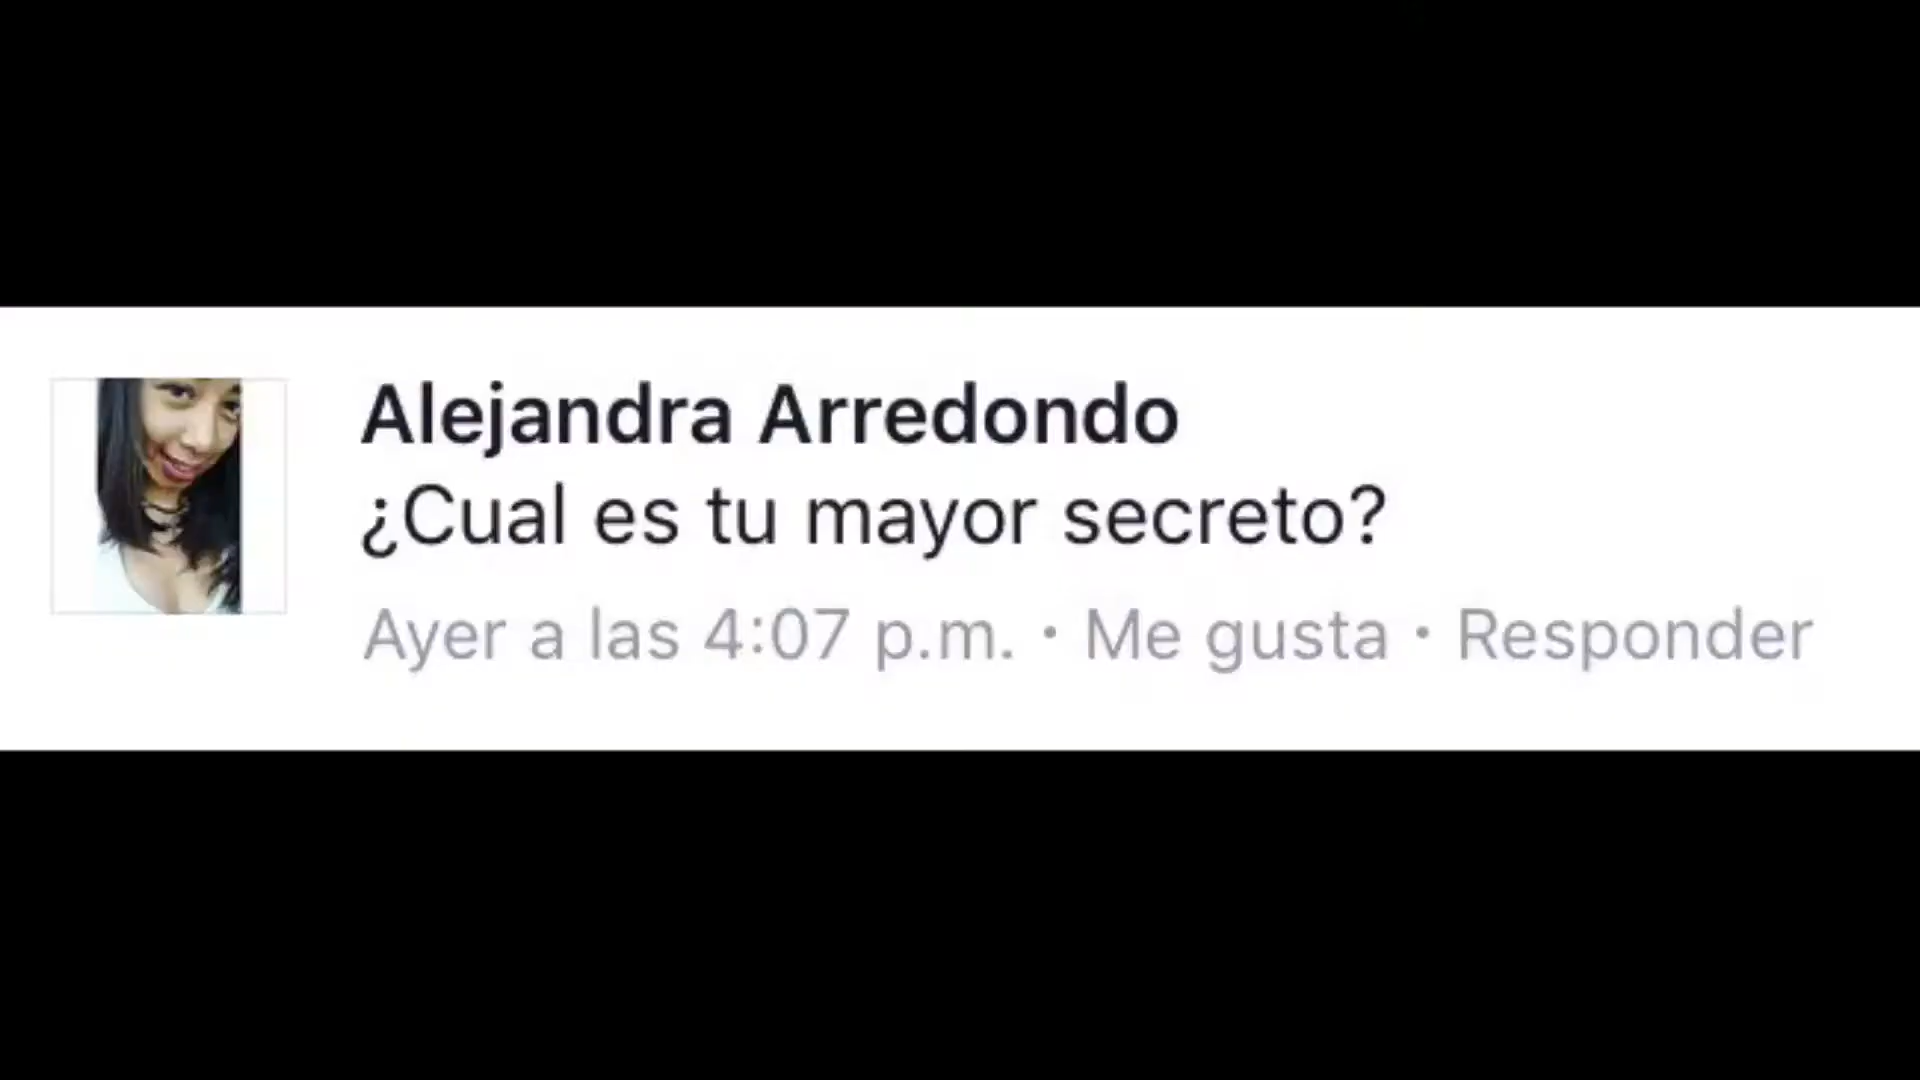 Alejandra Arredondo
¿Cual es tu mayor secreto?
Ayer a las 4:07 p.m. · Me gusta · Responder